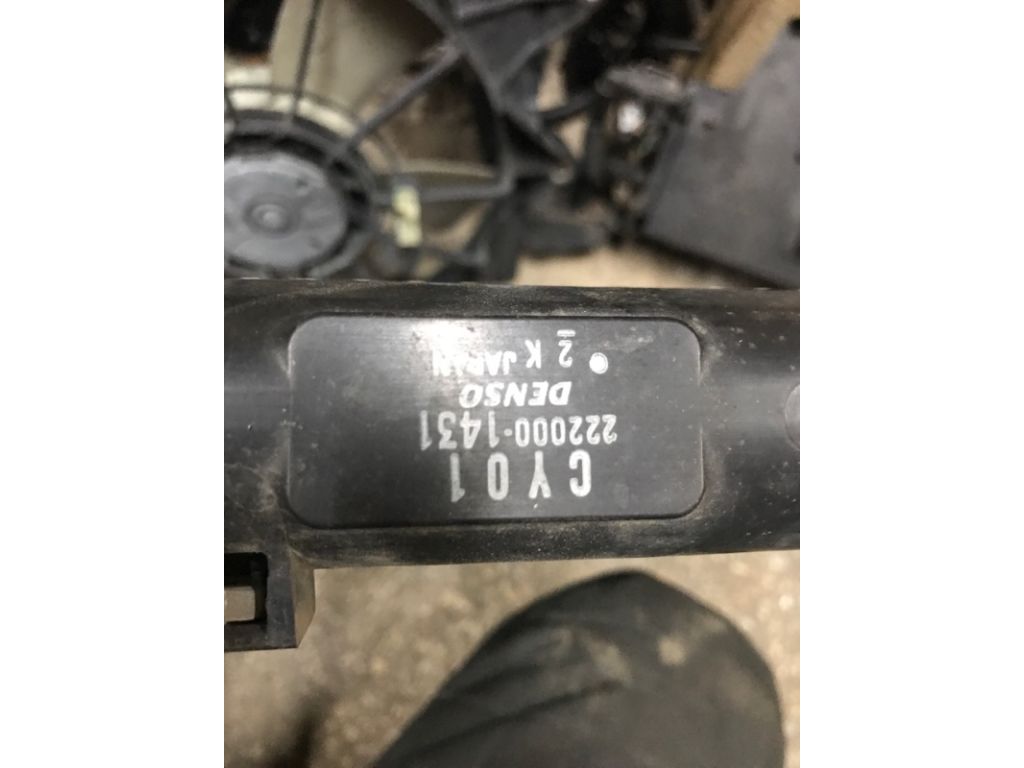 CY01
222000-1431
DENSO
● 2 K JAPAN